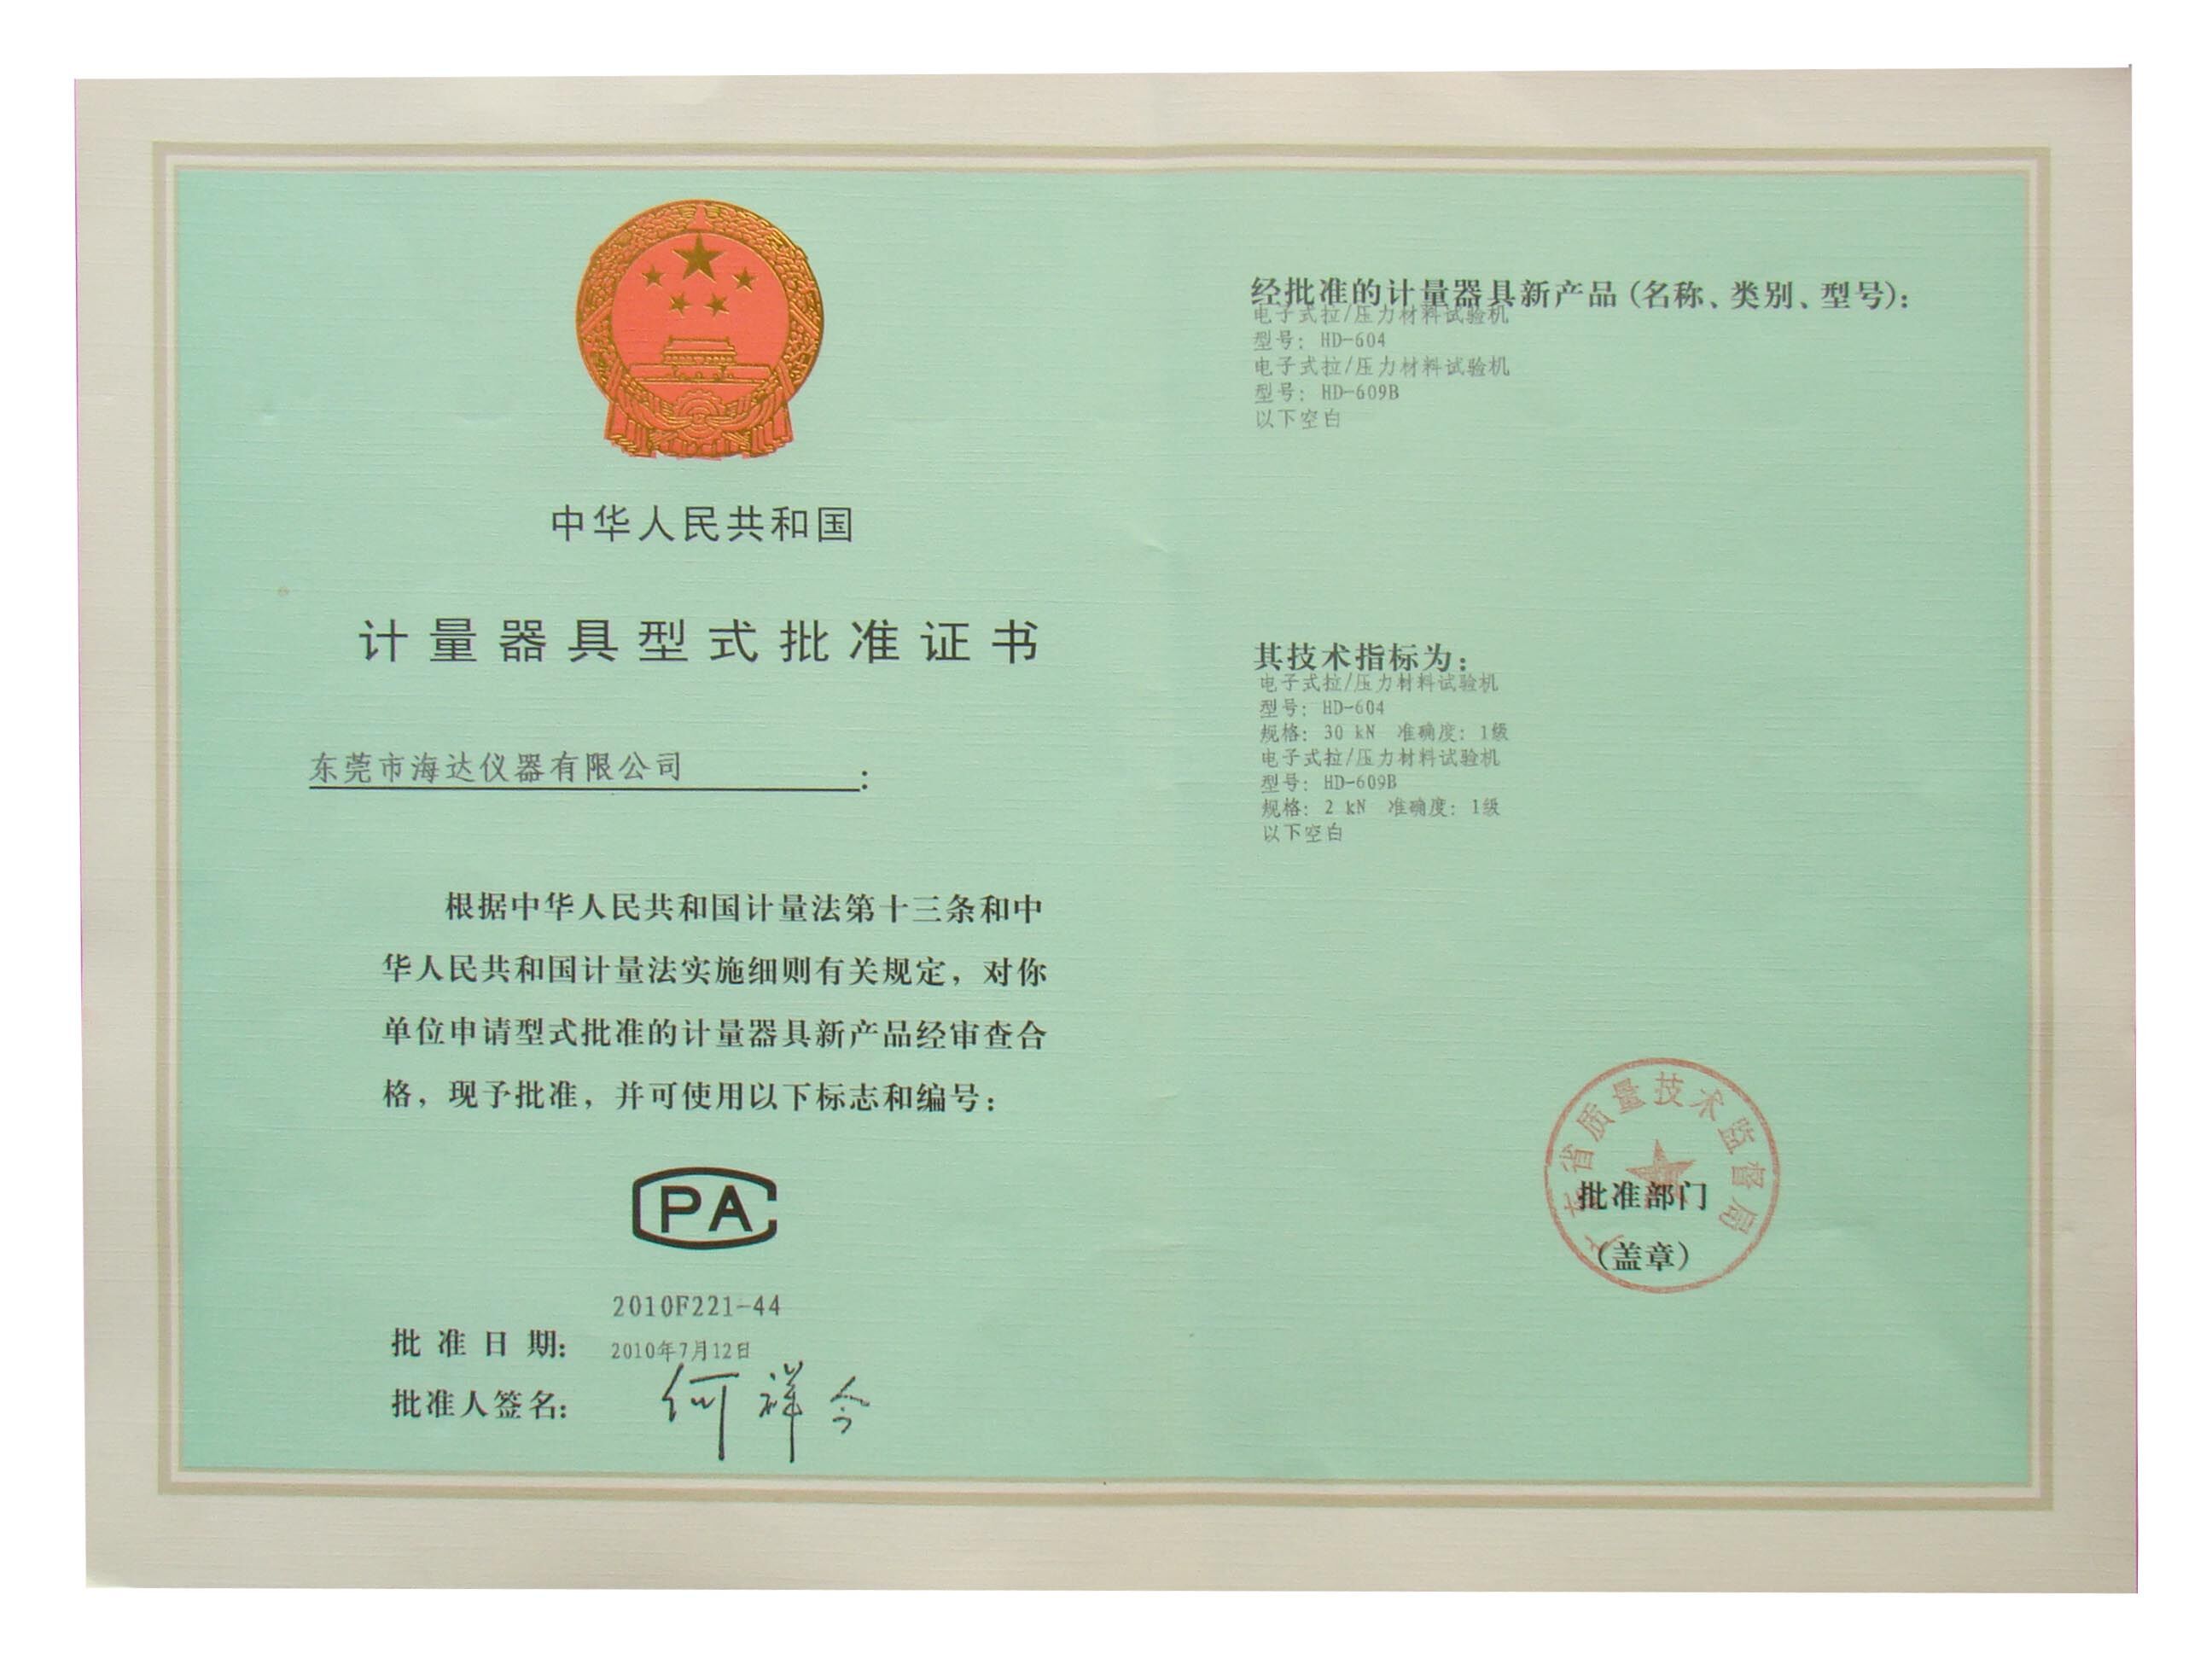 中华人民共和国
计量器具型式批准证书
东莞市海达仪器有限公司：
根据中华人民共和国计量法第十三条和中
华人民共和国计量法实施细则有关规定，对你
单位申请型式批准的计量器具新产品经审查合
格，现予批准，并可使用以下标志和编号：
PA
2010F221-44
批准日期： 2010年7月12日
批准人签名： 何祥今
经批准的计量器具新产品(名称、类别、型号)：
电子式拉/压力材料试验机
型号：HD-604
电子式拉/压力材料试验机
型号：HD-609B
以下空白
其技术指标为：
电子式拉/压力材料试验机
型号：HD-604
规格：30 kN 准确度：1级
电子式拉/压力材料试验机
型号：HD-609B
规格：2 kN 准确度：1级
以下空白
广东省质量技术监督局
批准部门
（盖章）